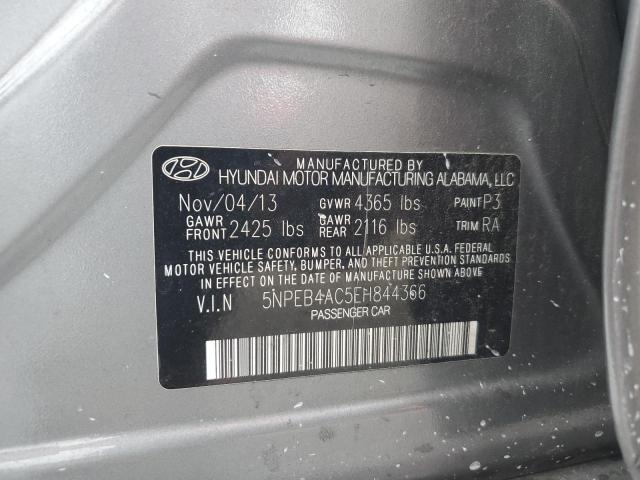 MANUFACTURED BY
HYUNDAI MOTOR MANUFACTURING ALABAMA, LLC
Nov/04/13 GVWR 4365 lbs PAINT P3
GAWR FRONT 2425 lbs GAWR REAR 2116 lbs TRIM RA
THIS VEHICLE CONFORMS TO ALL APPLICABLE U.S.A. FEDERAL
MOTOR VEHICLE SAFETY, BUMPER, AND THEFT PREVENTION
STANDARDS IN EFFECT ON THE DATE OF MANUFACTURE SHOWN ABOVE.
V.I.N 5NPEB4AC5EH844366
PASSENGER CAR